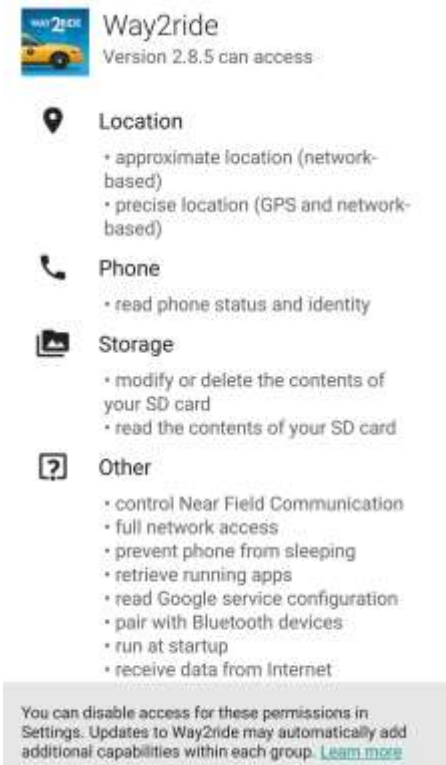 WAY2RIDE
Way2ride
Version 2.8.5 can access
Location
• approximate location (network-
based)
• precise location (GPS and network-
based)
Phone
• read phone status and identity
Storage
• modify or delete the contents of
your SD card
• read the contents of your SD card
Other
• control Near Field Communication
• full network access
• prevent phone from sleeping
• retrieve running apps
• read Google service configuration
• pair with Bluetooth devices
• run at startup
• receive data from Internet
You can disable access for these permissions in
Settings. Updates to Way2ride may automatically add
additional capabilities within each group. Learn more